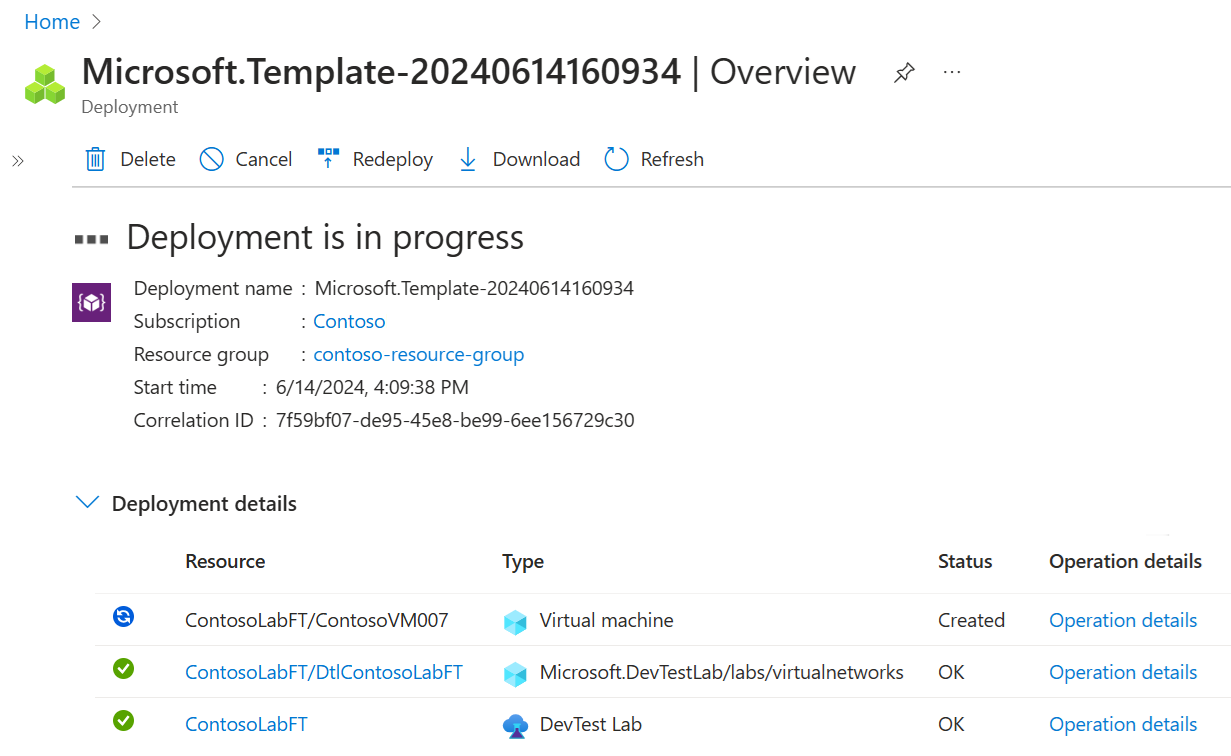 Home
Microsoft.Template-20240614160934 | Overview
Deployment
Delete Cancel Redeploy Download Refresh
Deployment is in progress
Deployment name : Microsoft.Template-20240614160934
Subscription : Contoso
Resource group : contoso-resource-group
Start time : 6/14/2024, 4:09:38 PM
Correlation ID : 7f59bf07-de95-45e8-be99-6ee156729c30
Deployment details
Resource Type Status Operation details
ContosoLabFT/ContosoVM007 Virtual machine Created Operation details
ContosoLabFT/DtlContosoLabFT Microsoft.DevTestLab/labs/virtualnetworks OK Operation details
ContosoLabFT DevTest Lab OK Operation details